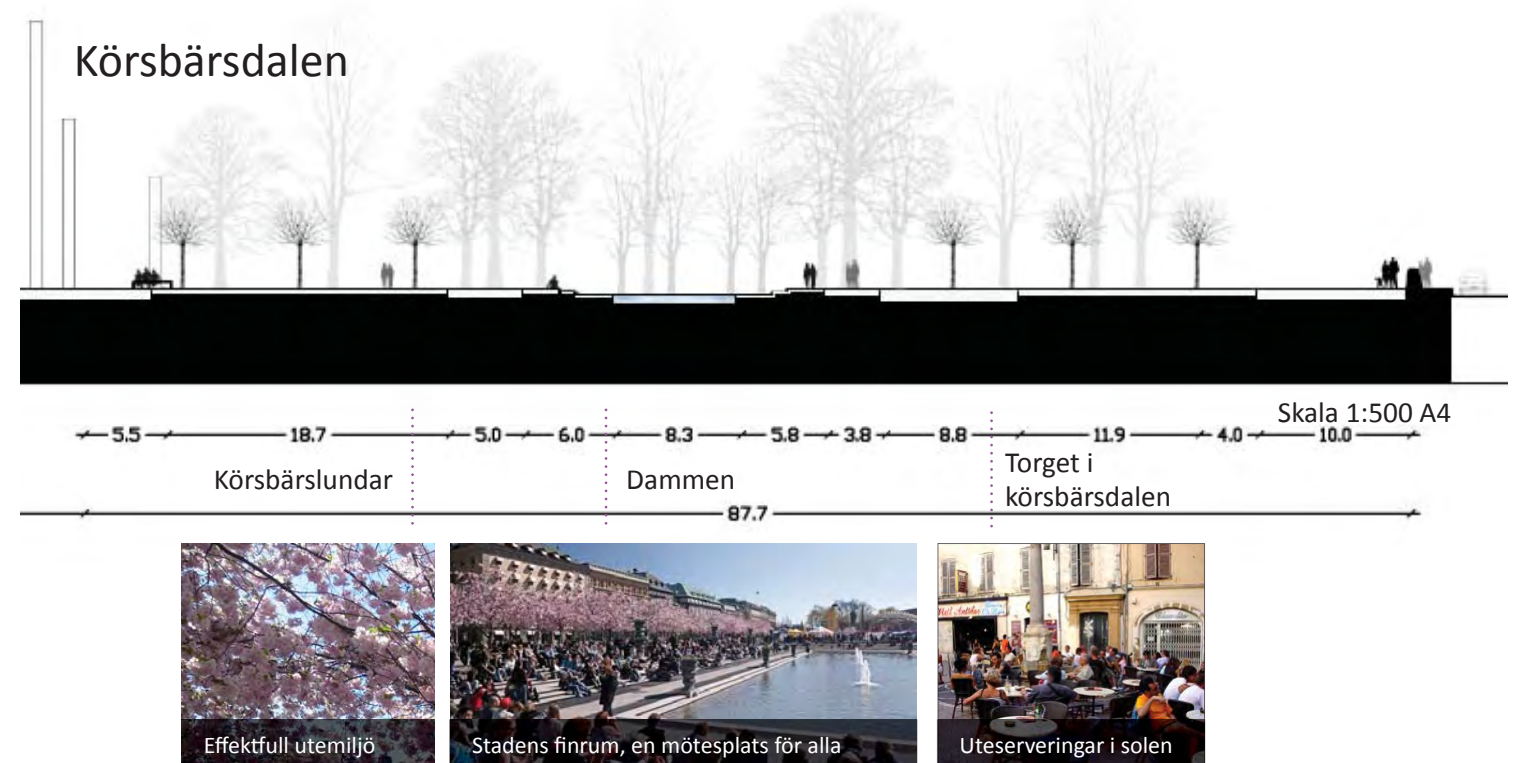 Körsbärsdalen
Skala 1:500 A4
5.5 18.7 5.0 6.0 8.3 5.8 3.8 8.8 11.9 4.0 10.0
Körsbärslundar
Dammen
Torget i
körsbärsdalen
87.7
Effektfull utemiljö
Stadens finrum, en mötesplats för alla
Uteserveringar i solen